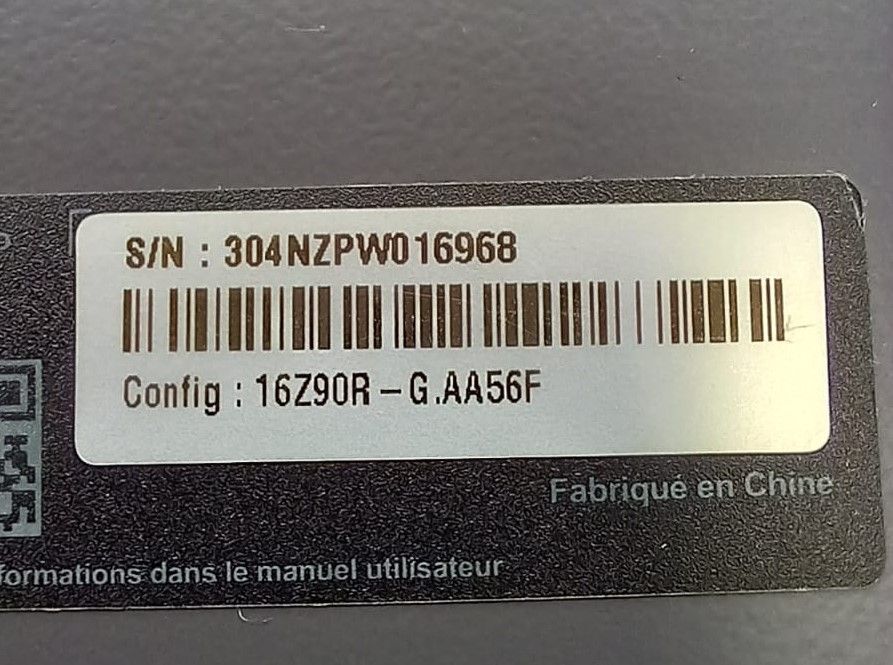 S/N : 304NZPW016968
Config : 16Z90R-G.AA56F
Fabriqué en Chine
formations dans le manuel utilisateur